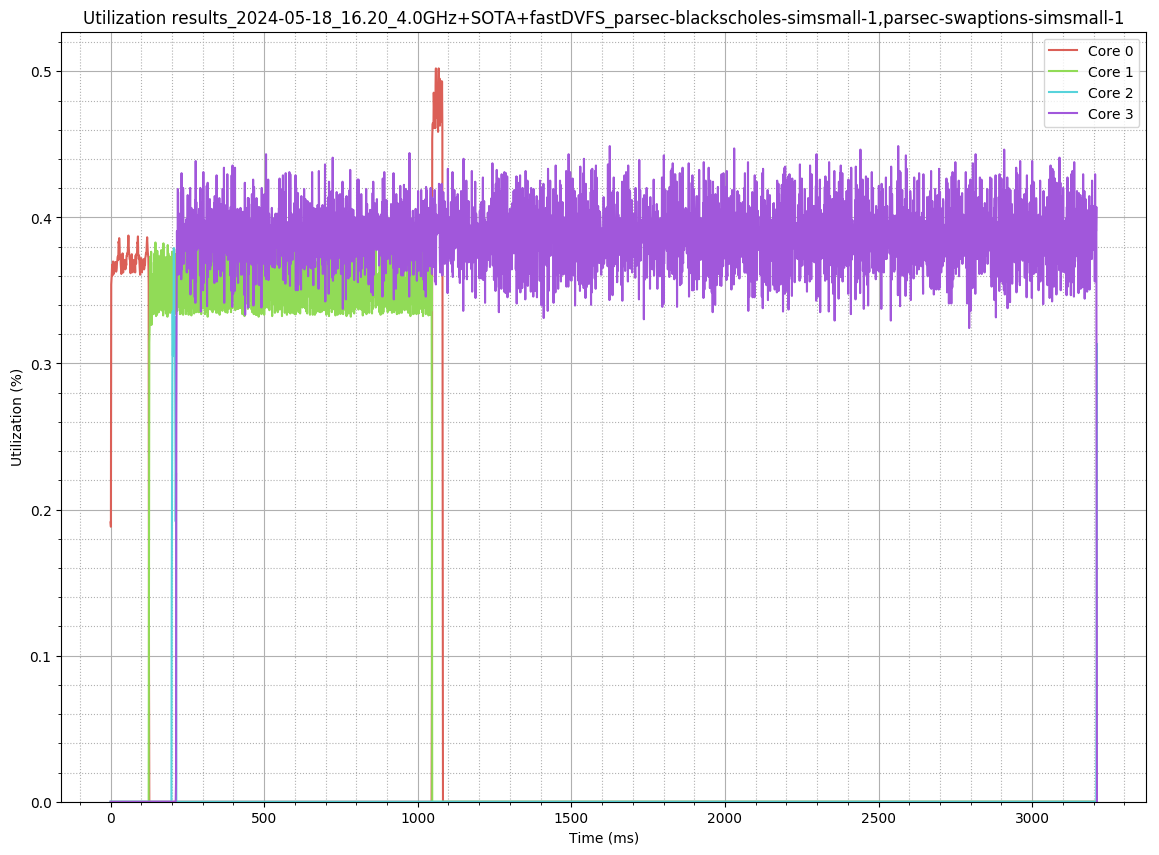 Utilization results_2024-05-18_16.20_4.0GHz+SOTA+fastDVFS_parsec-blackscholes-simsmall-1,parsec-swaptions-simsmall-1
Core 0
Core 1
Core 2
Core 3
Utilization (%)
0.5
0.4
0.3
0.2
0.1
0.0
0 500 1000 1500 2000 2500 3000
Time (ms)